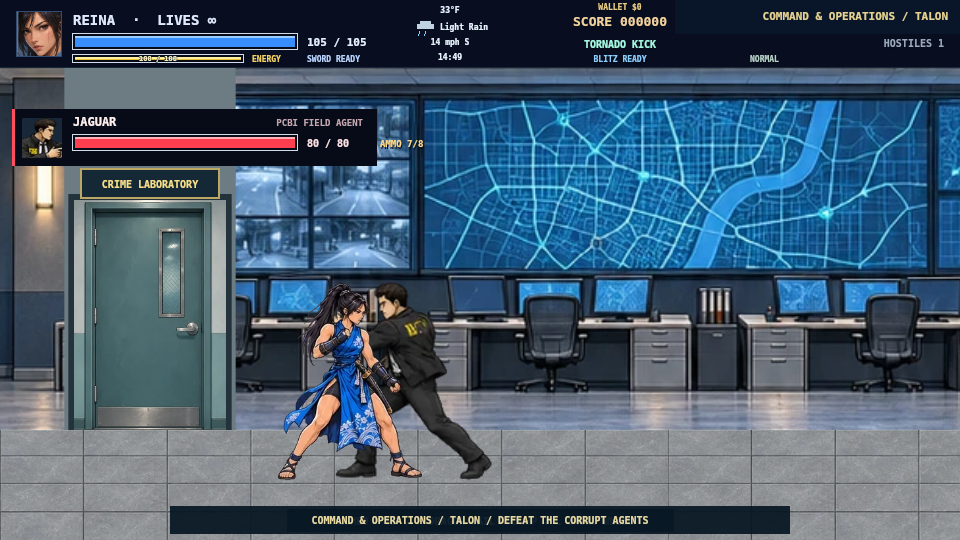 REINA · LIVES ∞
105 / 105
100 / 100
ENERGY
SWORD READY
33°F
Light Rain
14 mph S
14:49
WALLET $0
SCORE 000000
TORNADO KICK
BLITZ READY
NORMAL
COMMAND & OPERATIONS / TALON
HOSTILES 1
JAGUAR
PCBI FIELD AGENT
80 / 80
AMMO 7/8
CRIME LABORATORY
COMMAND & OPERATIONS / TALON / DEFEAT THE CORRUPT AGENTS